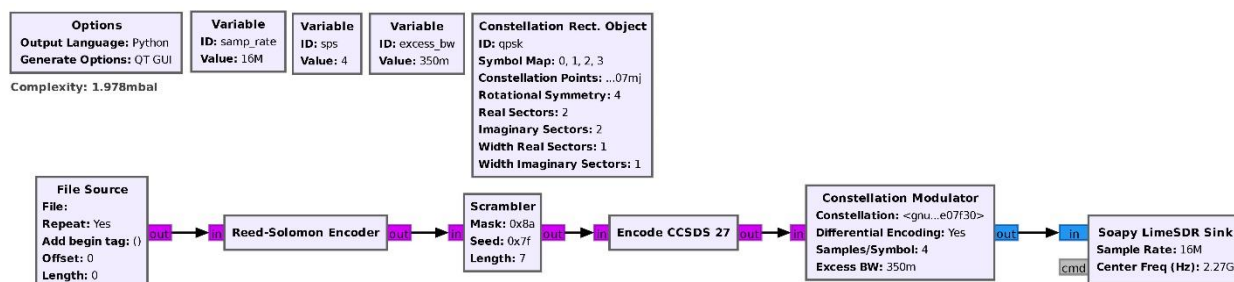 Options
Output Language: Python
Generate Options: QT GUI
Complexity: 1.978mbal
Variable
ID: samp_rate
Value: 16M
Variable
ID: sps
Value: 4
Variable
ID: excess_bw
Value: 350m
Constellation Rect. Object
ID: qpsk
Symbol Map: 0, 1, 2, 3
Constellation Points: ...07mj
Rotational Symmetry: 4
Real Sectors: 2
Imaginary Sectors: 2
Width Real Sectors: 1
Width Imaginary Sectors: 1
File Source
File:
Repeat: Yes
Add begin tag: ()
Offset: 0
Length: 0
out
in
Reed-Solomon Encoder
out
in
Scrambler
Mask: 0x8a
Seed: 0x7f
Length: 7
out
in
Encode CCSDS 27
out
in
Constellation Modulator
Constellation: <gnu...e07f30>
Differential Encoding: Yes
Samples/Symbol: 4
Excess BW: 350m
out
in
cmd
Soapy LimeSDR Sink
Sample Rate: 16M
Center Freq (Hz): 2.27G